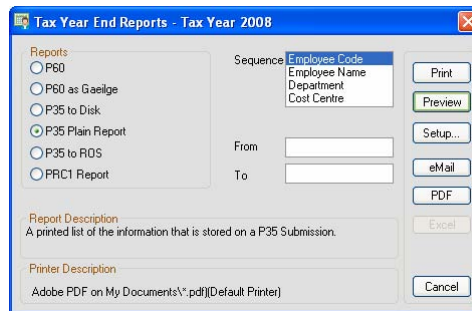 Tax Year End Reports - Tax Year 2008
Reports
P60
P60 as Gaeilge
P35 to Disk
P35 Plain Report
P35 to ROS
PRC1 Report
Sequence
Employee Code
Employee Name
Department
Cost Centre
From
To
Report Description
A printed list of the information that is stored on a P35 Submission.
Printer Description
Adobe PDF on My Documents\*.pdf)(Default Printer)
Print
Preview
Setup...
eMail
PDF
Excel
Cancel